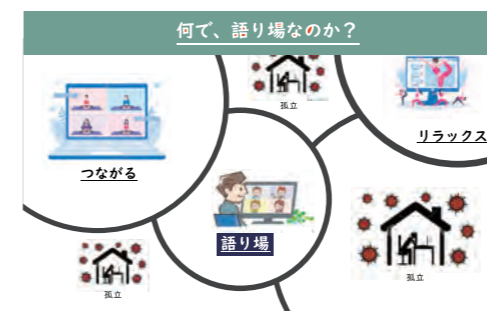 何で、語り場なのか？
孤立
リラックス
つながる
語り場
孤立
孤立